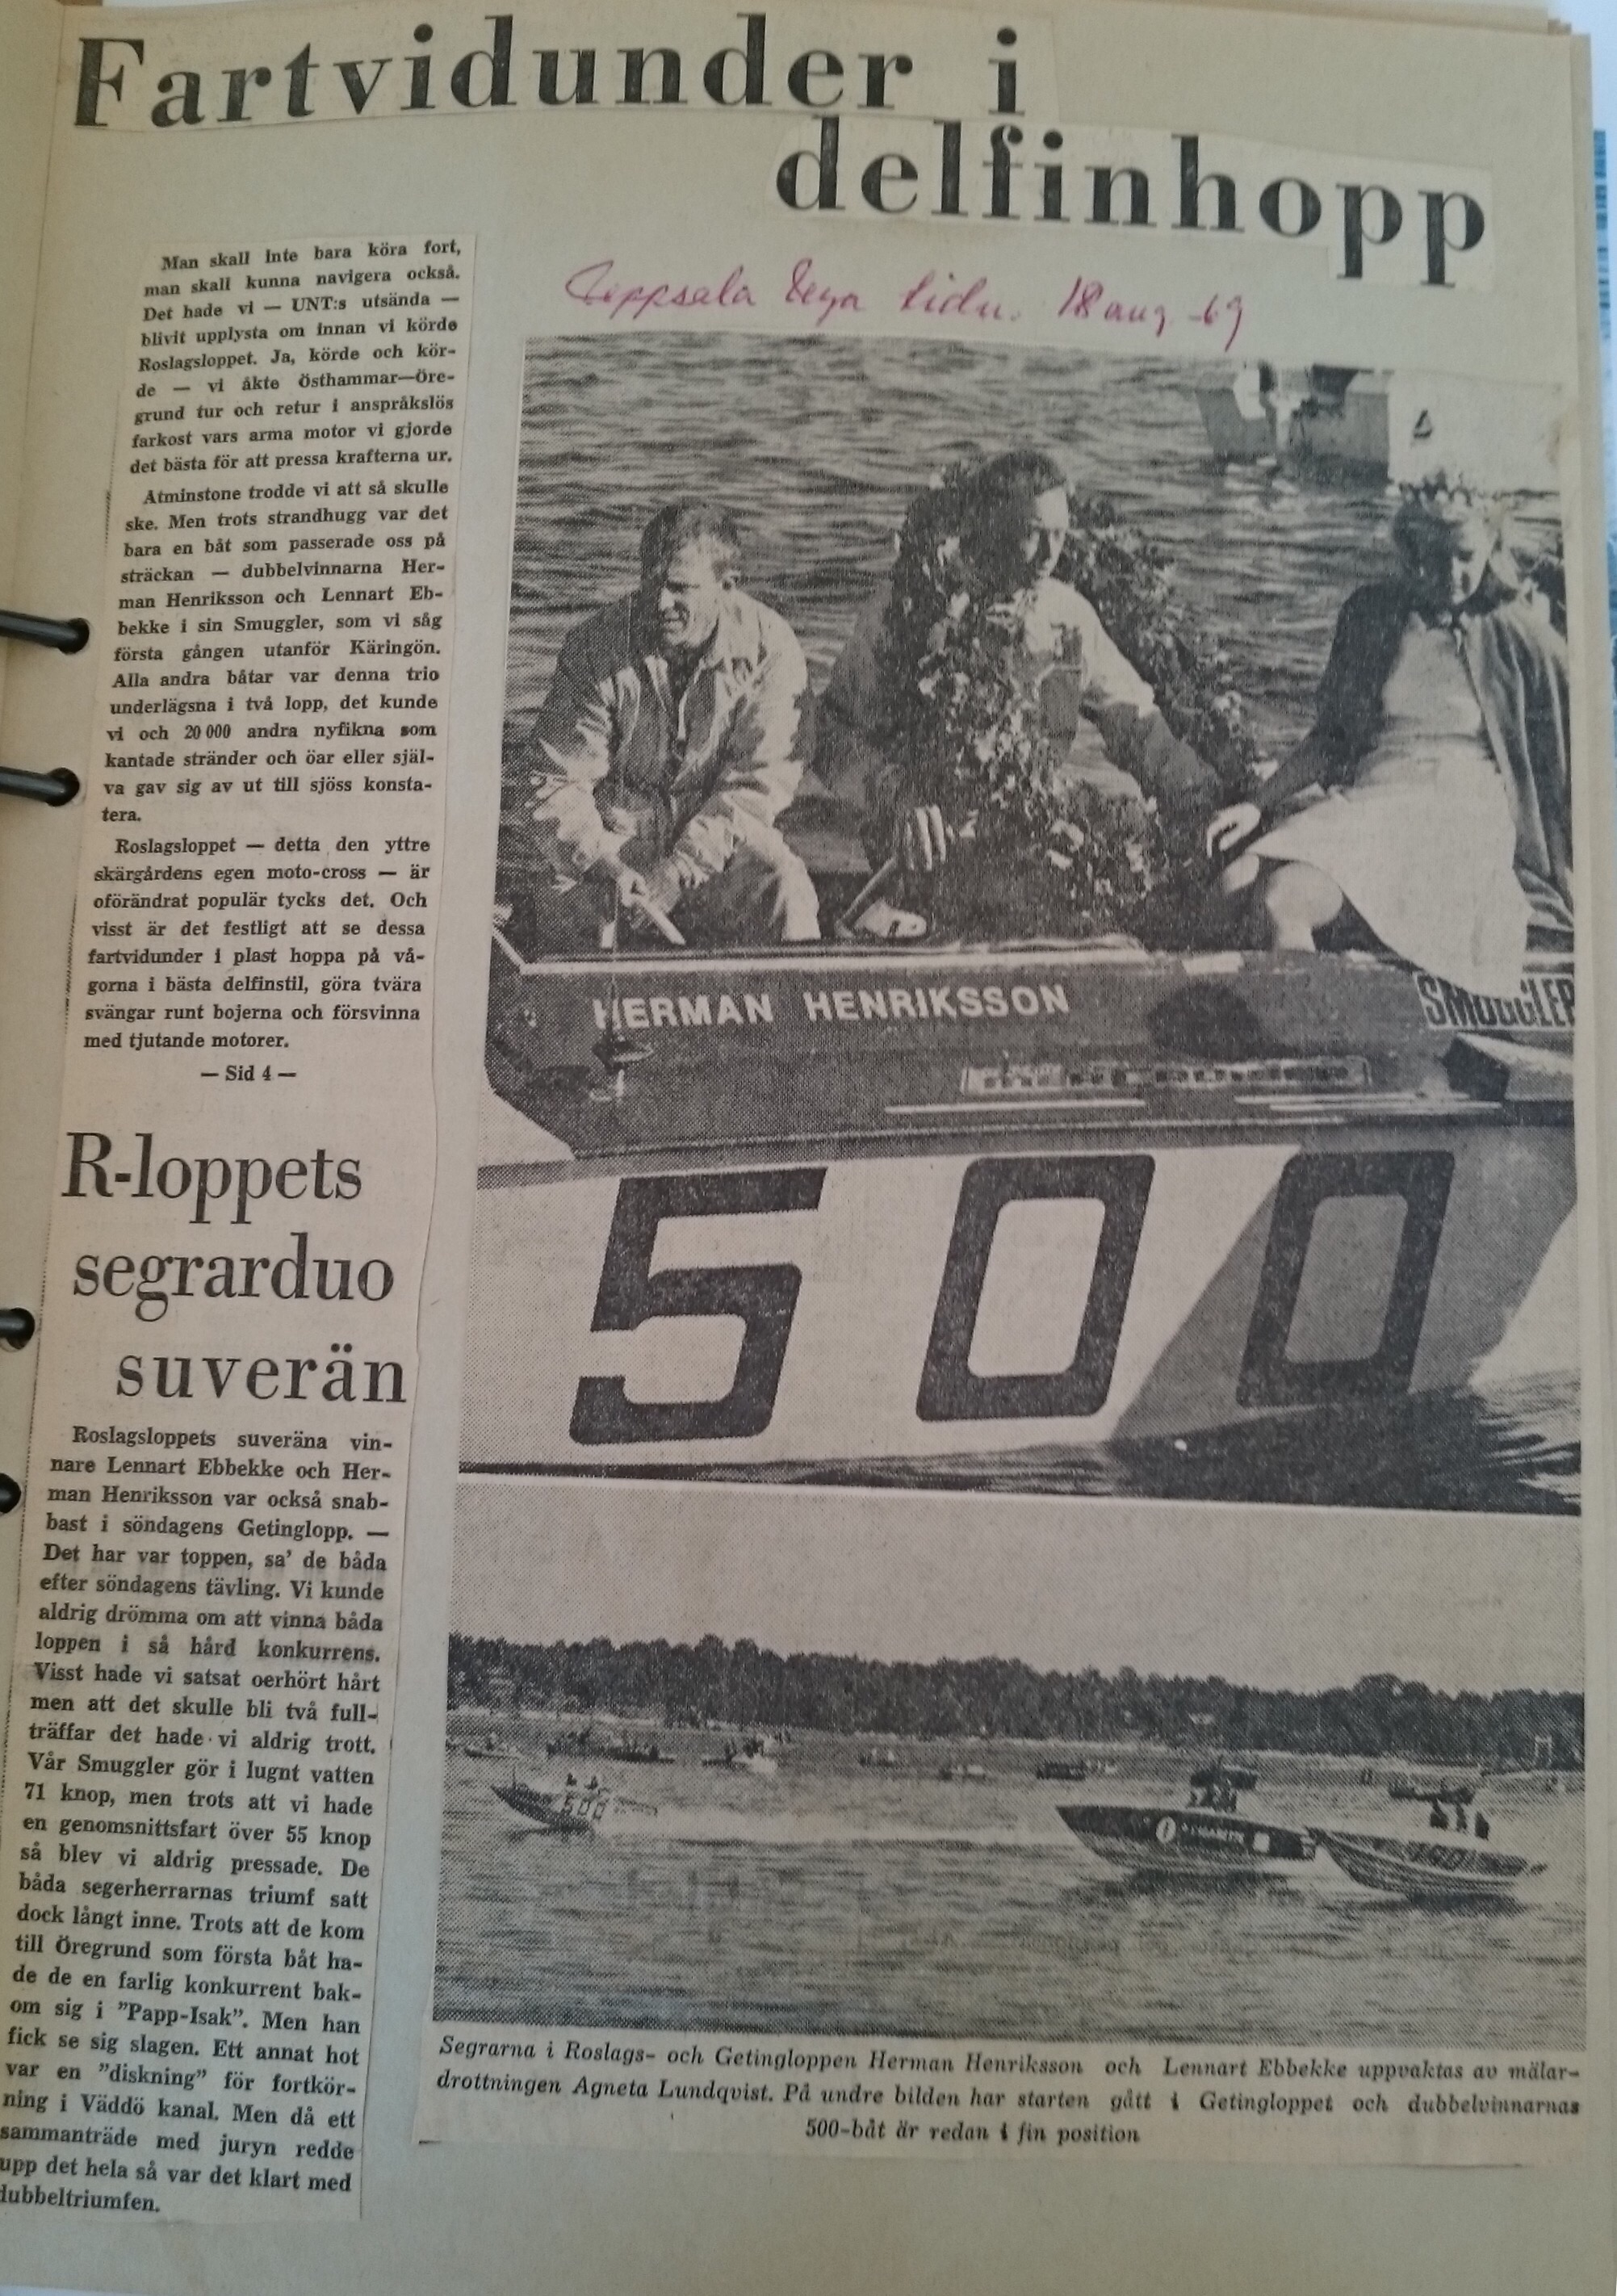 Fartvidunder i
delfinhopp
Uppsala Nya Tidn. 18 aug -69
Man skall inte bara köra fort,
man skall kunna navigera också.
Det hade vi — UNT:s utsända —
blivit upplysta om innan vi körde
Roslagsloppet. Ja, körde och kör-
de — vi åkte Östhammar—Öre-
grund tur och retur i anspråkslös
farkost vars arma motor vi gjorde
det bästa för att pressa krafterna ur.
Atminstone trodde vi att så skulle
ske. Men trots strandhugg var det
bara en båt som passerade oss på
sträckan — dubbelvinnarna Her-
man Henriksson och Lennart Eb-
bekke i sin Smuggler, som vi såg
första gången utanför Käringön.
Alla andra båtar var denna trio
underlägsna i två lopp, det kunde
vi och 20 000 andra nyfikna som
kantade stränder och öar eller själ-
va gav sig av ut till sjöss konsta-
tera.
Roslagsloppet — detta den yttre
skärgårdens egen moto-cross — är
oförändrat populär tycks det. Och
visst är det festligt att se dessa
fartvidunder i plast hoppa på vå-
gorna i bästa delfinstil, göra tvära
svängar runt bojerna och försvinna
med tjutande motorer.
— Sid 4 —
R-loppets
segrarduo
suverän
Roslagsloppets suveräna vin-
nare Lennart Ebbekke och Her-
man Henriksson var också snab-
bast i söndagens Getinglopp. —
Det har var toppen, sa' de båda
efter söndagens tävling. Vi kunde
aldrig drömma om att vinna båda
loppen i så hård konkurrens.
Visst hade vi satsat oerhört hårt
men att det skulle bli två full-
träffar det hade vi aldrig trott.
Vår Smuggler gör i lugnt vatten
71 knop, men trots att vi hade
en genomsnittsfart över 55 knop
så blev vi aldrig pressade. De
båda segerherrarnas triumf satt
dock långt inne. Trots att de kom
till Öregrund som första båt ha-
de de en farlig konkurrent bak-
om sig i ”Papp-Isak”. Men han
fick se sig slagen. Ett annat hot
var en ”diskning” för fortkör-
ning i Väddö kanal. Men då ett
sammanträde med juryn redde
upp det hela så var det klart med
dubbeltriumfen.
HERMAN HENRIKSSON
SMUGGLER
500
500
Segrarna i Roslags- och Getingloppen Herman Henriksson och Lennart Ebbekke uppvaktas av mälar-
drottningen Agneta Lundqvist. På undre bilden har starten gått i Getingloppet och dubbelvinnarnas
500-båt är redan i fin position